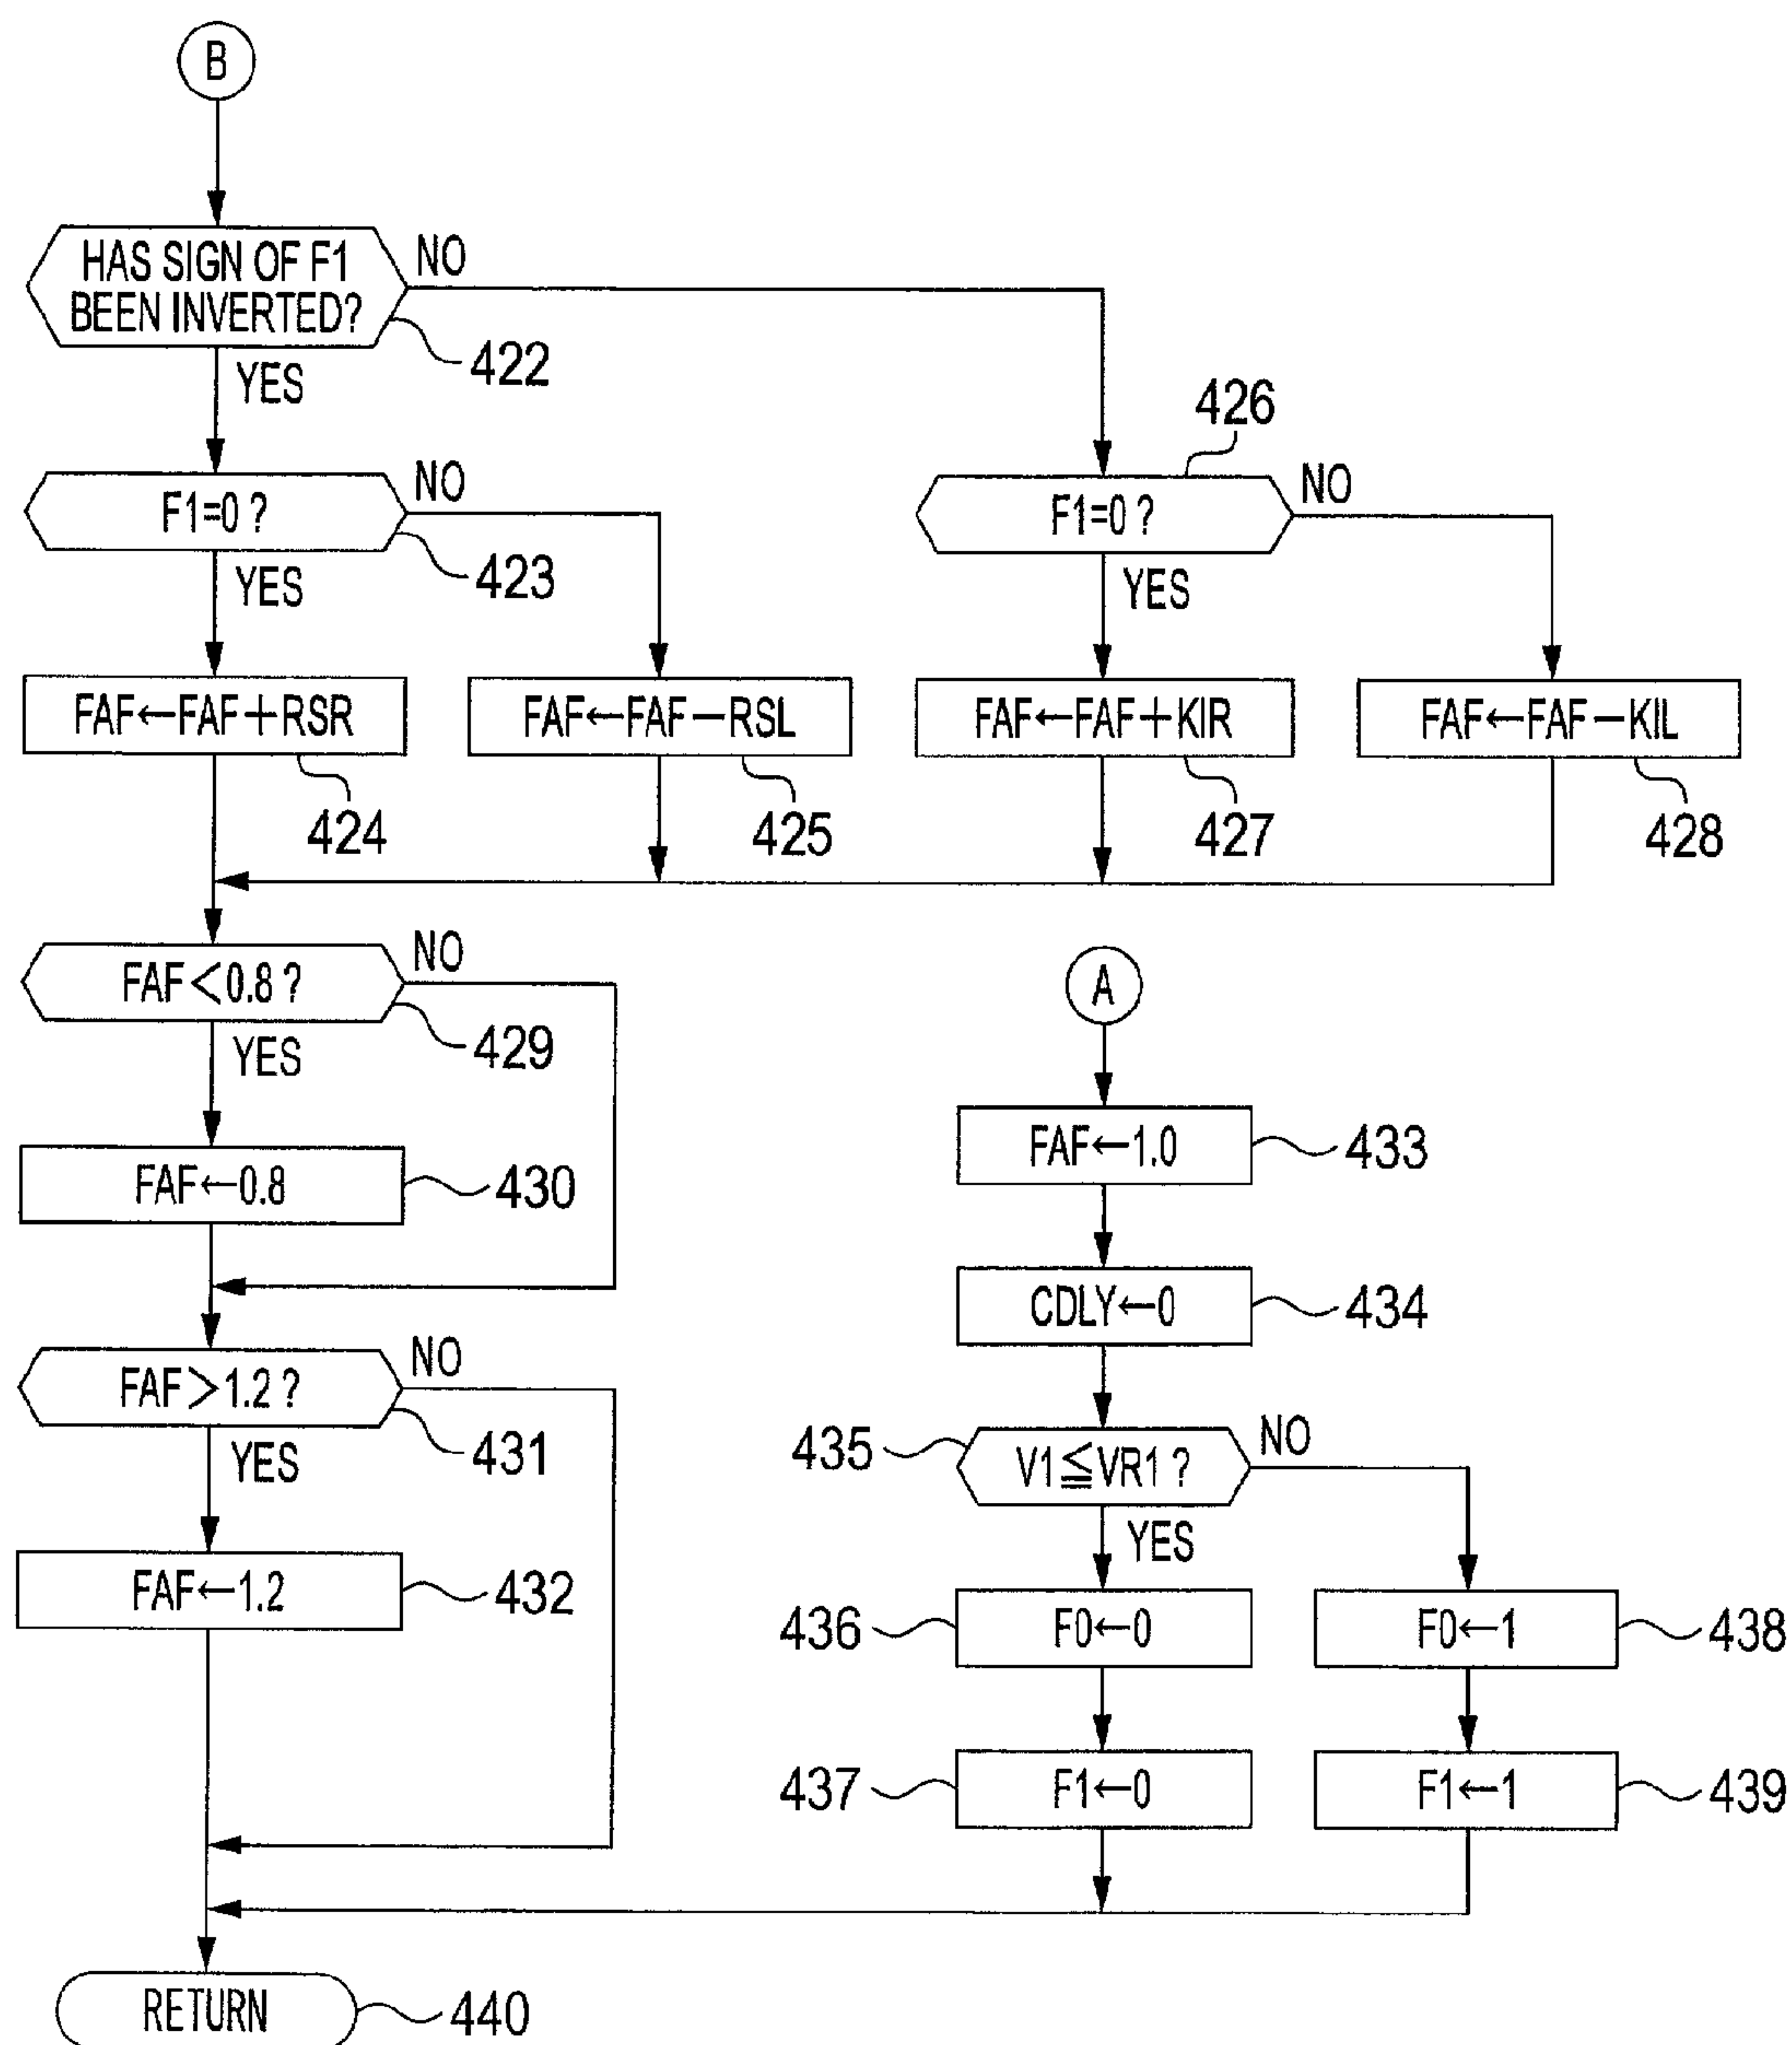 B
HAS SIGN OF F1
BEEN INVERTED?
NO
422
YES
426
F1=0 ?
NO
423
YES
F1=0 ?
NO
YES
FAF←FAF+RSR
424
FAF←FAF−RSL
425
FAF←FAF+KIR
427
FAF←FAF−KIL
428
FAF<0.8 ?
NO
429
YES
FAF←0.8
430
FAF>1.2 ?
NO
431
YES
FAF←1.2
432
A
FAF←1.0
433
CDLY←0
434
435
V1≦VR1 ?
NO
YES
436
F0←0
F0←1
438
437
F1←0
F1←1
439
RETURN
440